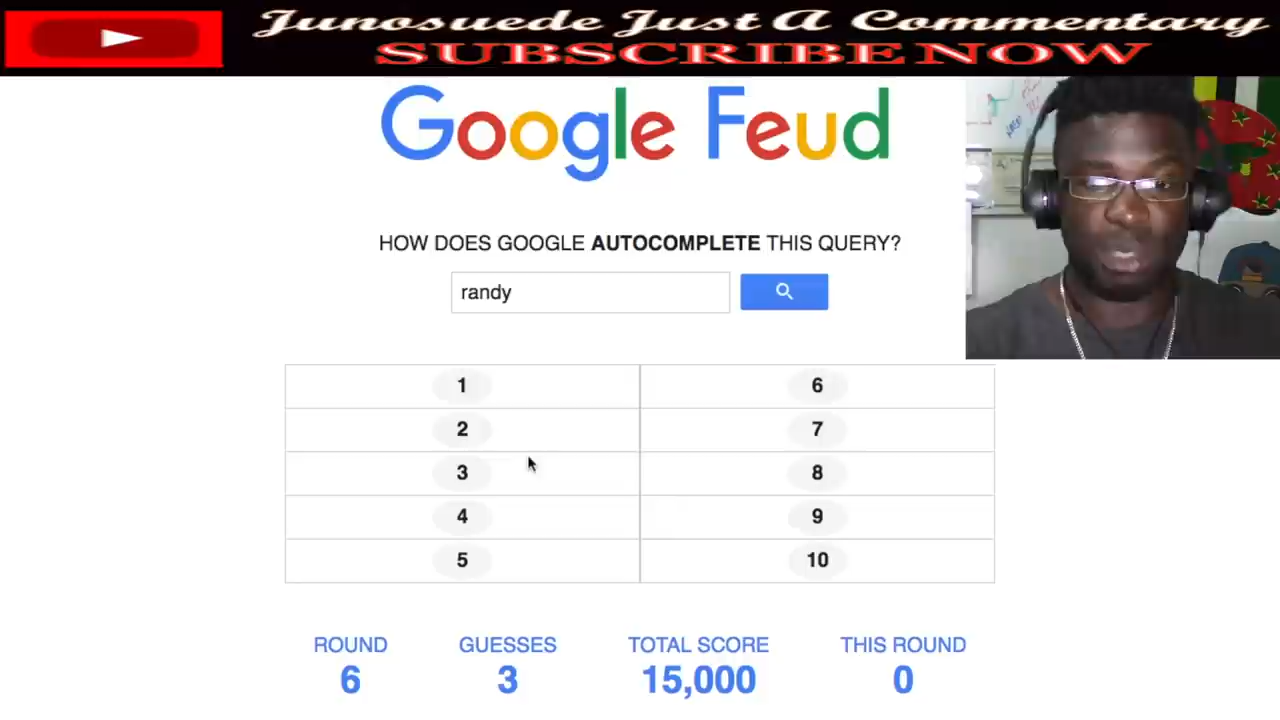 Junosuede Just A Commentary
SUBSCRIBE NOW
Google Feud
HOW DOES GOOGLE AUTOCOMPLETE THIS QUERY?
randy
1 6
2 7
3 8
4 9
5 10
ROUND GUESSES TOTAL SCORE THIS ROUND
6 3 15,000 0